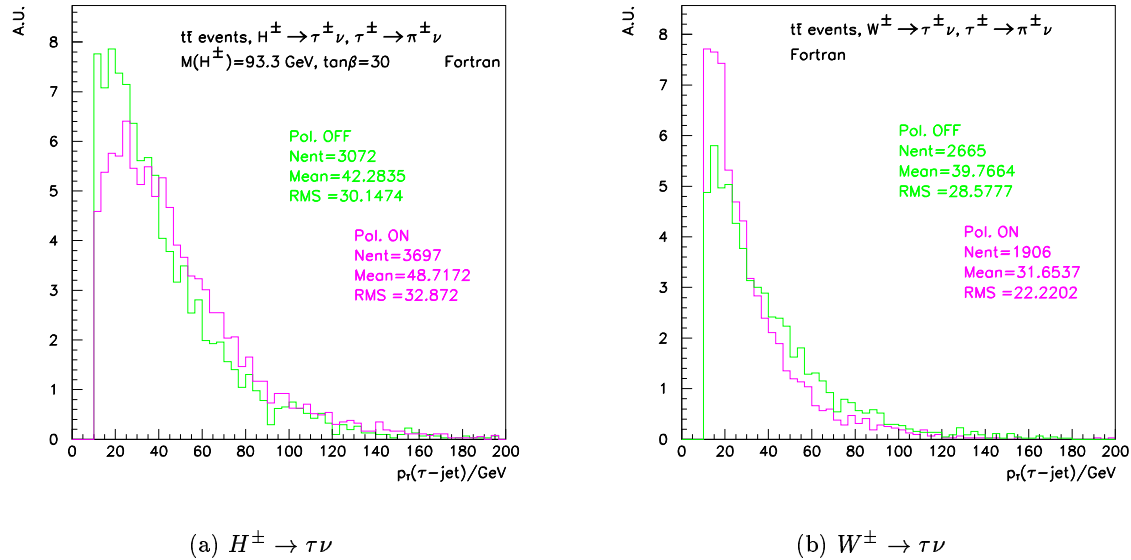 A.U.
tt̄ events, H± → τ±ν, τ± → π±ν
M(H±)=93.3 GeV, tanβ=30 Fortran
Pol. OFF
Nent=3072
Mean=42.2835
RMS =30.1474
Pol. ON
Nent=3697
Mean=48.7172
RMS =32.872
8
7
6
5
4
3
2
1
0
0 20 40 60 80 100 120 140 160 180 200
pT(τ−jet)/GeV
(a) H± → τν
A.U.
tt̄ events, W± → τ±ν, τ± → π±ν
Fortran
Pol. OFF
Nent=2665
Mean=39.7664
RMS =28.5777
Pol. ON
Nent=1906
Mean=31.6537
RMS =22.2202
8
7
6
5
4
3
2
1
0
0 20 40 60 80 100 120 140 160 180 200
pT(τ−jet)/GeV
(b) W± → τν